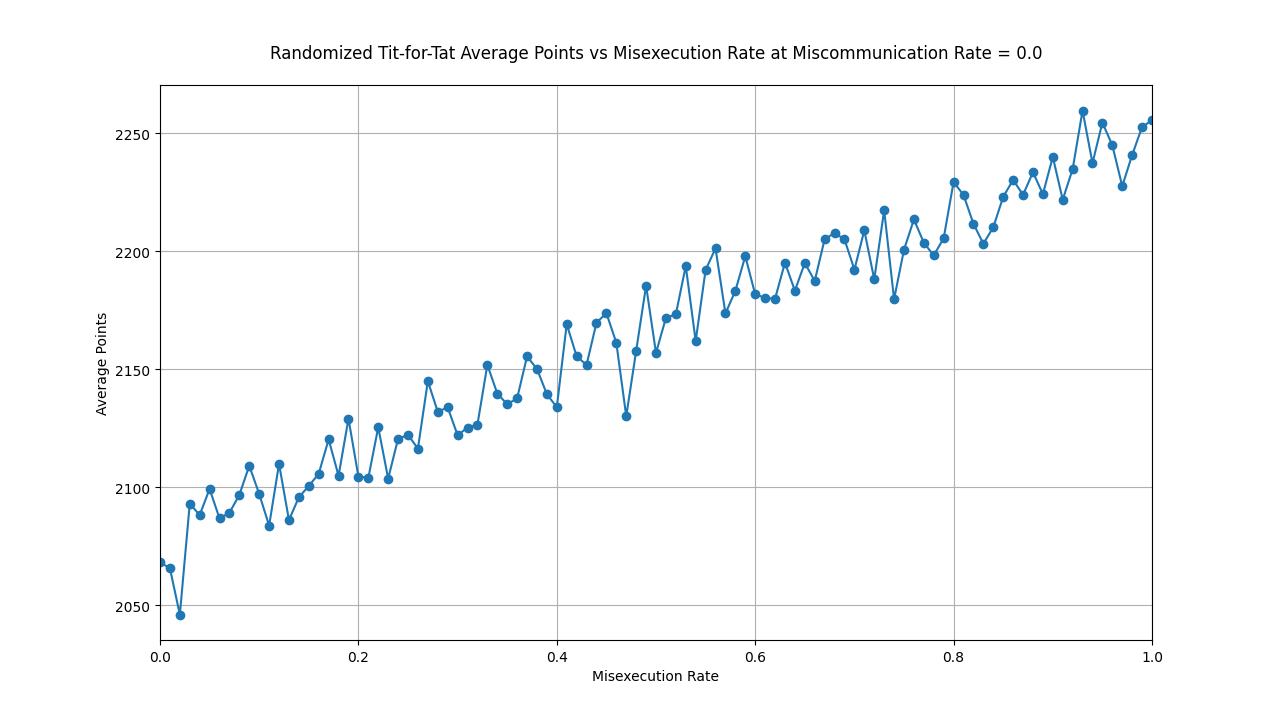 Randomized Tit-for-Tat Average Points vs Misexecution Rate at Miscommunication Rate = 0.0
2250
2200
2150
2100
2050
Average Points
0.0 0.2 0.4 0.6 0.8 1.0
Misexecution Rate